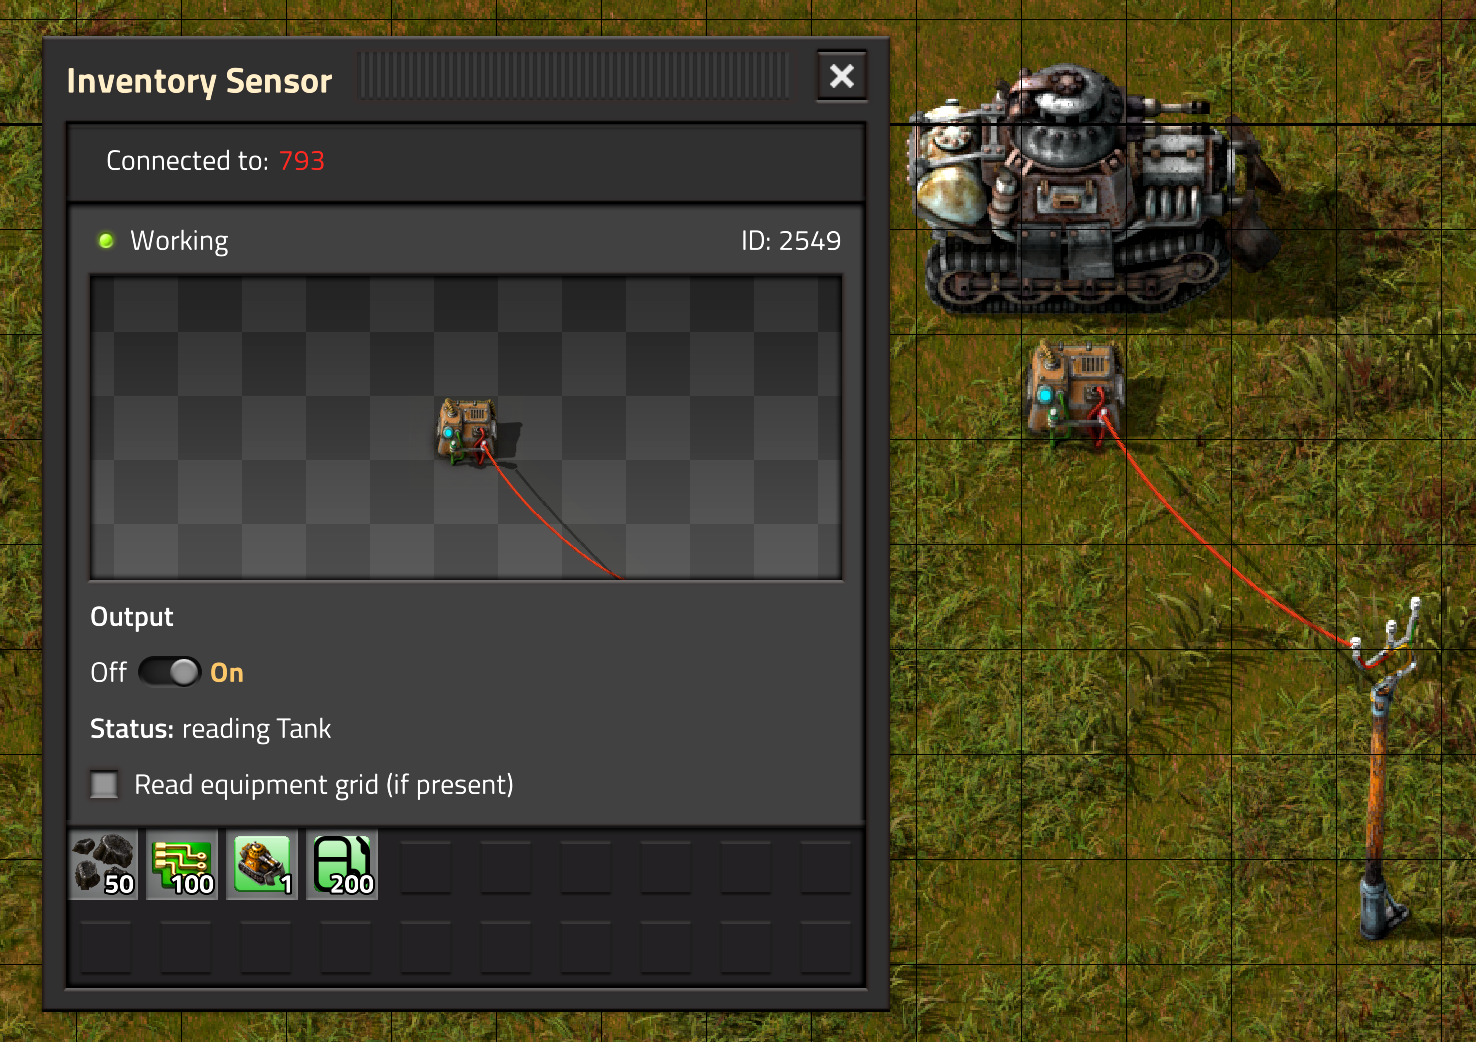 Inventory Sensor
Connected to: 793
Working
ID: 2549
Output
Off On
Status: reading Tank
Read equipment grid (if present)
50 100 1 200